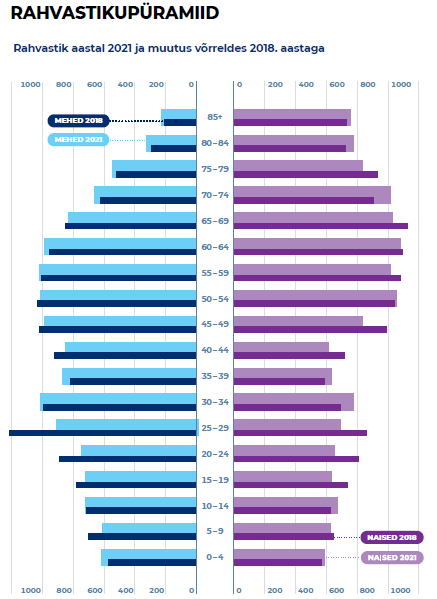 RAHVASTIKUPÜRAMIID
Rahvastik aastal 2021 ja muutus võrreldes 2018. aastaga
1000 800 600 400 200 0 0 200 400 600 800 1000
85+
MEHED 2018
MEHED 2021
80–84
75–79
70–74
65–69
60–64
55–59
50–54
45–49
40–44
35–39
30–34
25–29
20–24
15–19
10–14
5–9
NAISED 2018
0–4
NAISED 2021
1000 800 600 400 200 0 0 200 400 600 800 1000